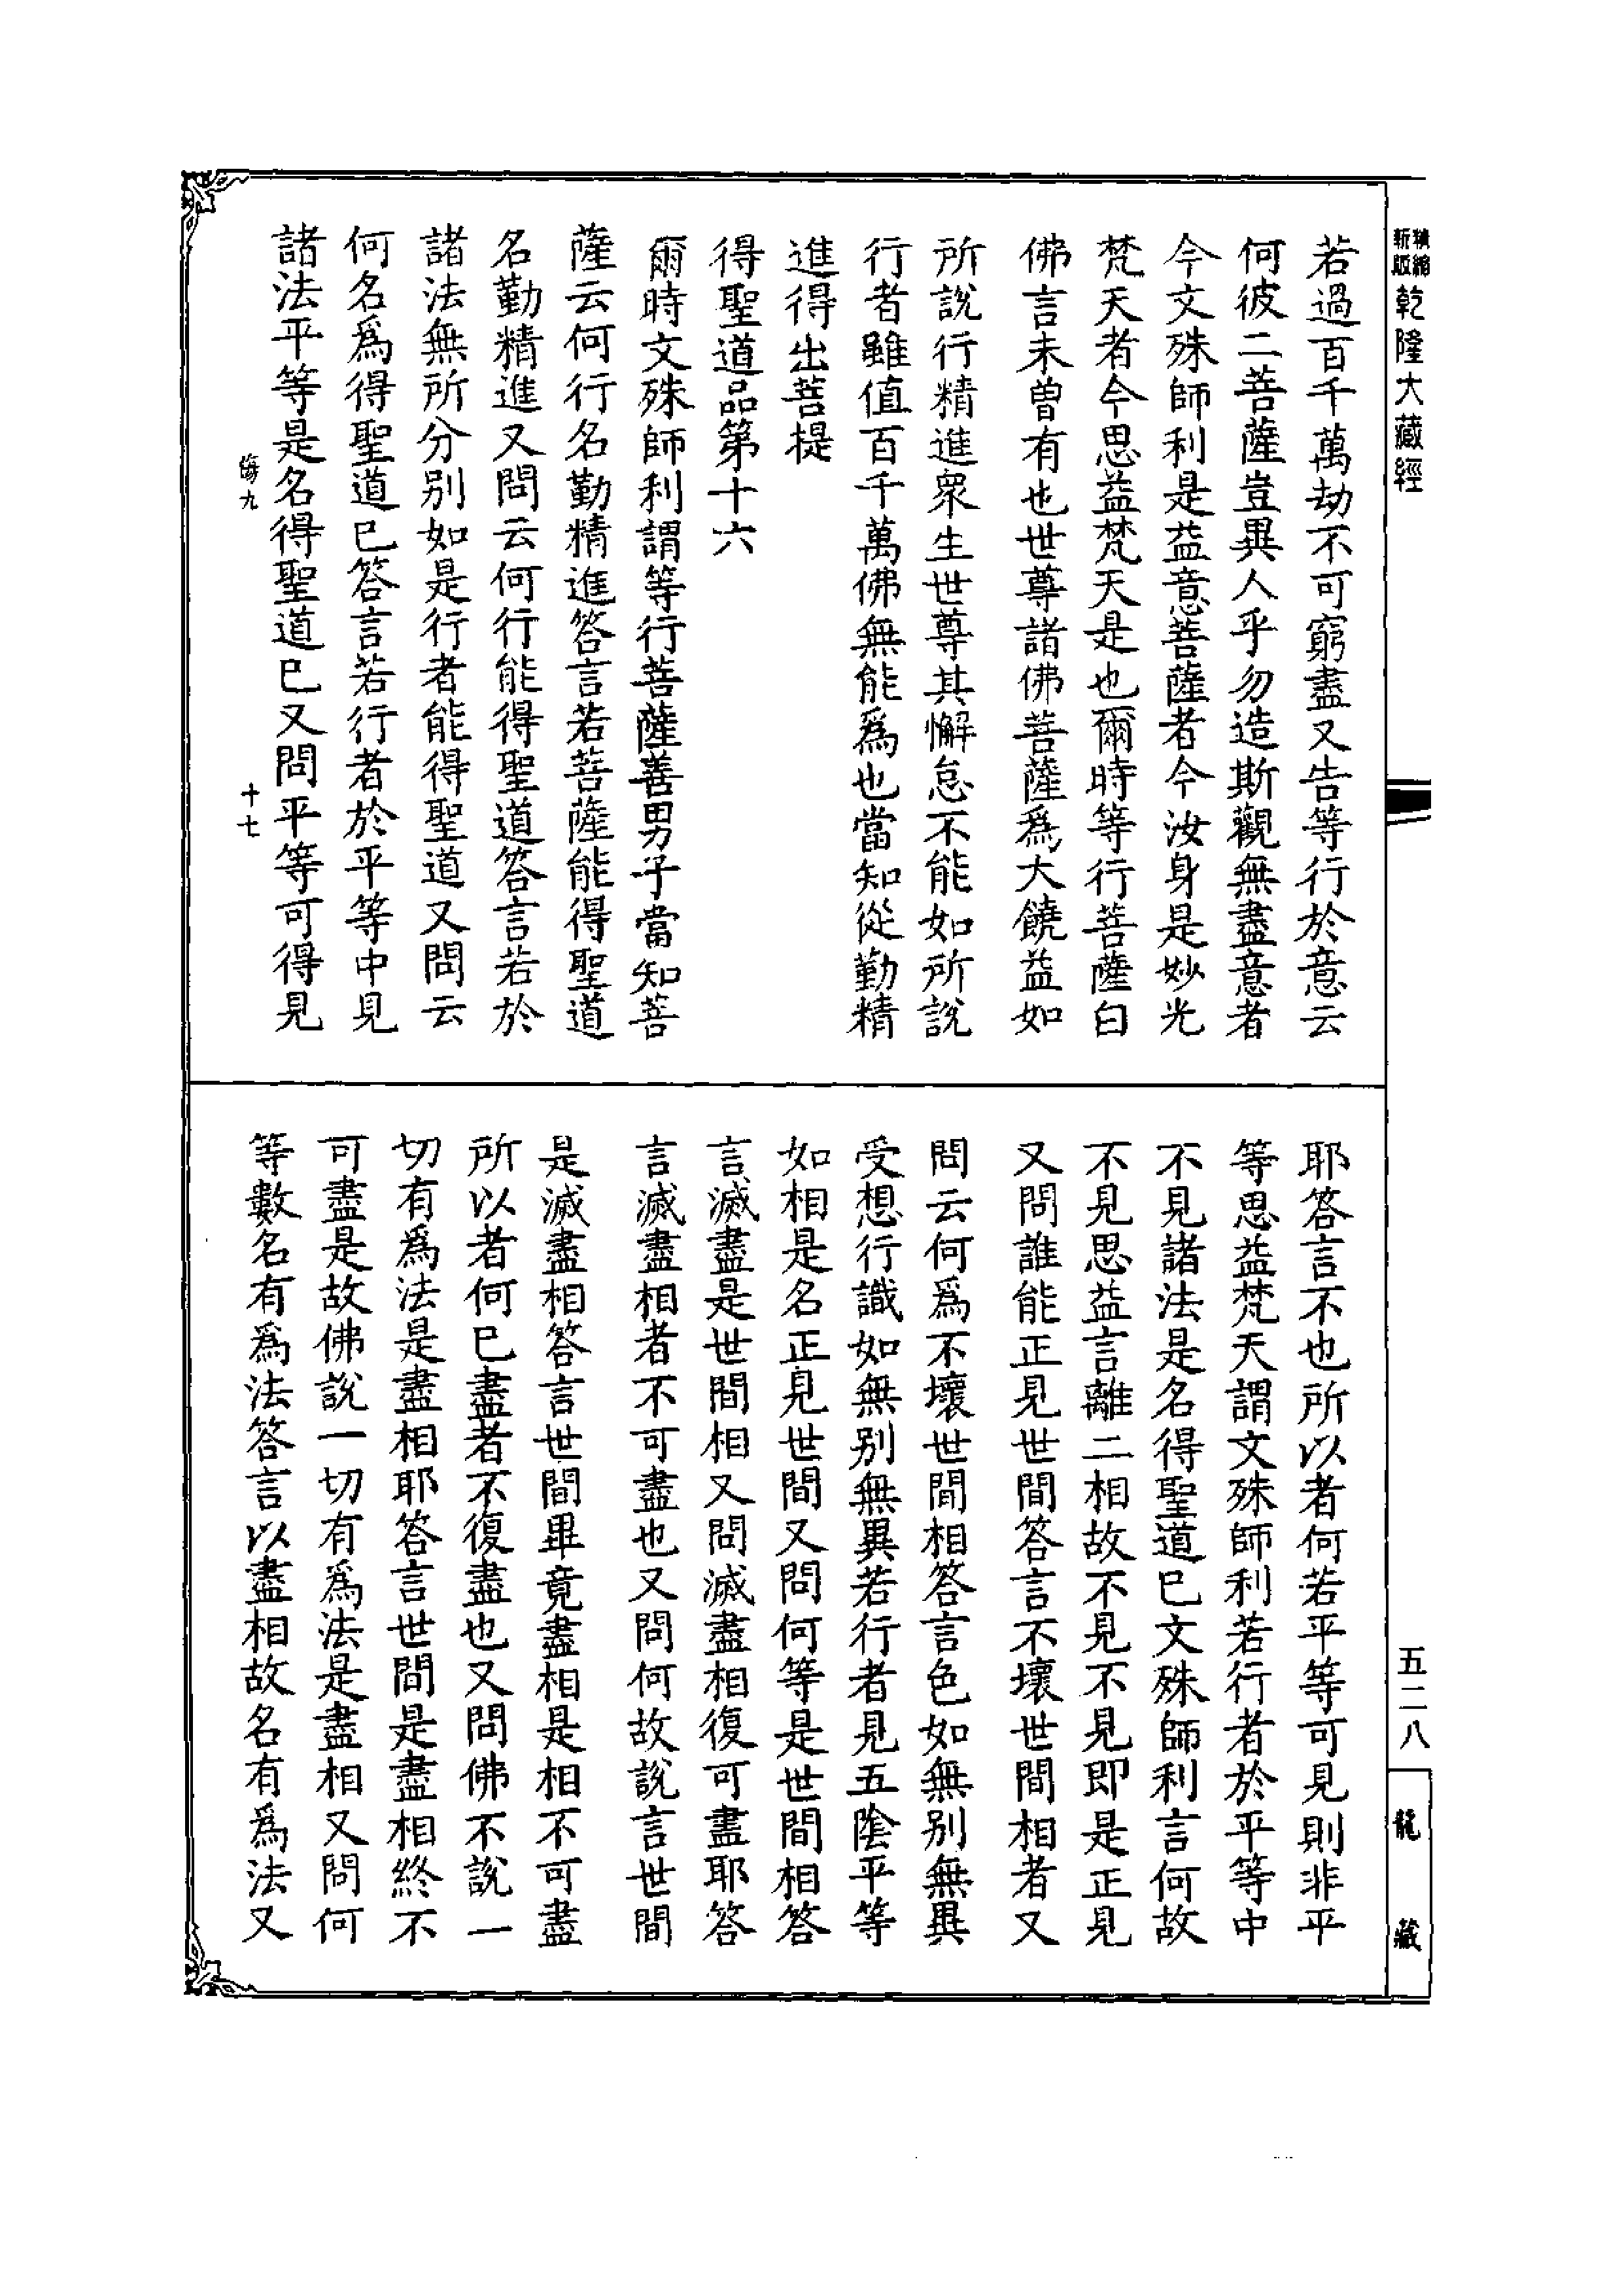 新版
續編
乾隆大藏經
五二八
龍藏
若過百千萬劫不可窮盡又告等行於意云
何彼二菩薩豈異人乎勿造斯觀無盡意者
今文殊師利是益意菩薩者今汝身是妙光
梵天者今思益梵天是也爾時等行菩薩白
佛言未曾有也世尊諸佛菩薩爲大饒益如
所說行精進眾生世尊其懈怠不能如所說
行者雖值百千萬佛無能爲也當知從勤精
進得出菩提
得聖道品第十六
爾時文殊師利謂等行菩薩善男子當知菩
薩云何行名勤精進答言若菩薩能得聖道
名勤精進又問云何行能得聖道答言若於
諸法無所分別如是行者能得聖道又問云
何名爲得聖道巳答言若行者於平等中見
諸法平等是名得聖道巳又問平等可得見
十七
耶答言不也所以者何若平等可見則非平
等思益梵天謂文殊師利若行者於平等中
不見諸法是名得聖道巳文殊師利言何故
不見思益言離二相故不見不見即是正見
又問誰能正見世間答言不壞世間相者又
問云何爲不壞世間相答言色如無別無異
受想行識如無別無異若行者見五陰平等
如相是名正見世間又問何等是世間相答
言滅盡是世間相又問滅盡相復可盡耶答
言滅盡相者不可盡也又問何故說言世間
是滅盡相答言世間畢竟盡相是相不可盡
所以者何巳盡者不復盡也又問佛不說一
切有爲法是盡相耶答言世間是盡相終不
可盡是故佛說一切有爲法是盡相又問何
等數名有爲法答言以盡相故名有爲法又